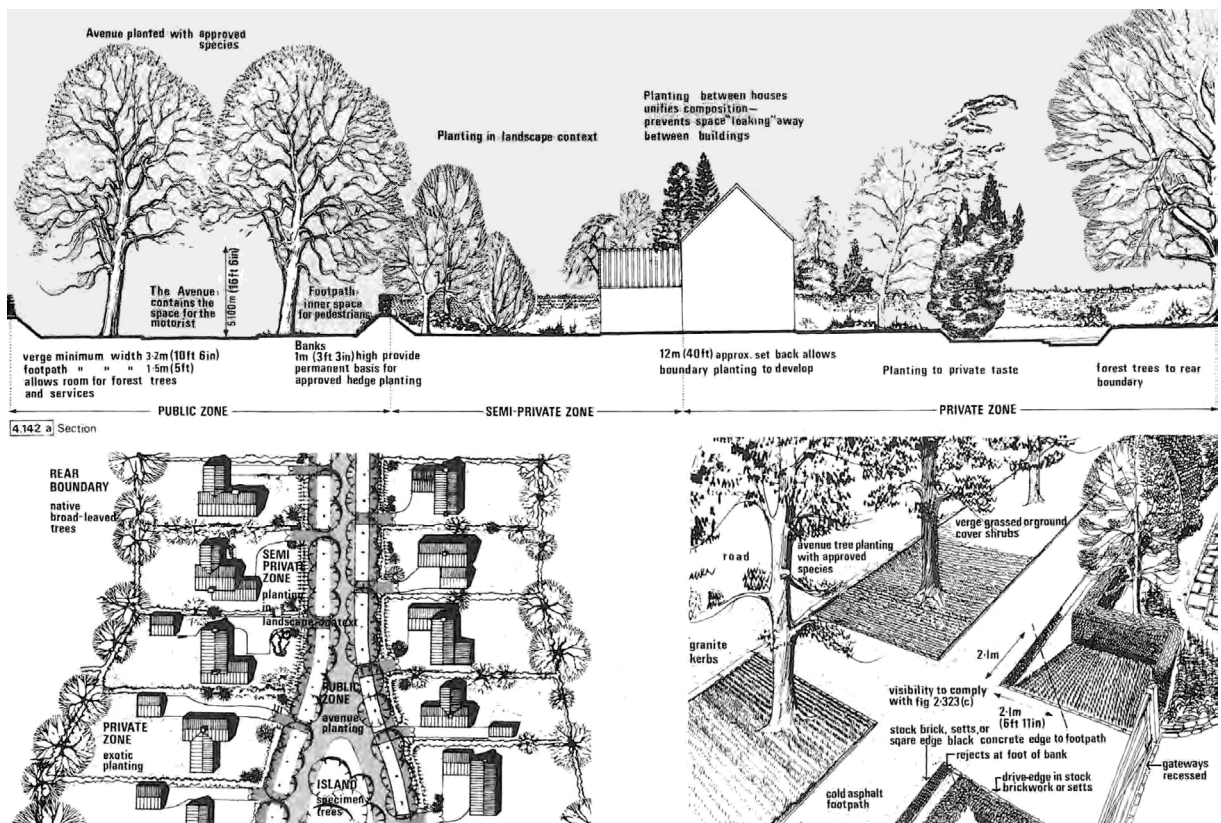 Avenue planted with approved
species
Planting in landscape context
Planting between houses
unifies composition—
prevents space "leaking" away
between buildings
The Avenue:
contains the
space for the
motorist
5·100m (16ft 6in)
Footpath:
inner space
for pedestrians
verge minimum width 3·2m (10ft 6in)
footpath " " " 1·5m (5ft)
allows room for forest trees
and services
Banks
1m (3ft 3in) high provide
permanent basis for
approved hedge planting
12m (40ft) approx. set back allows
boundary planting to develop
Planting to private taste
forest trees to rear
boundary
PUBLIC ZONE
SEMI-PRIVATE ZONE
PRIVATE ZONE
4.142 a Section
REAR
BOUNDARY
native
broad-leaved
trees
SEMI
PRIVATE
ZONE
planting
in
landscape context
PUBLIC
ZONE
avenue
planting
PRIVATE
ZONE
exotic
planting
ISLAND
specimen
trees
road
avenue tree planting
with approved
species
verge grassed or ground
cover shrubs
granite
kerbs
2·1m
visibility to comply
with fig 2·323(c)
2·1m
(6ft 11in)
stock brick, setts, or
sqare edge black concrete edge to footpath
rejects at foot of bank
drive-edge in stock
brickwork or setts
gateways
recessed
cold asphalt
footpath